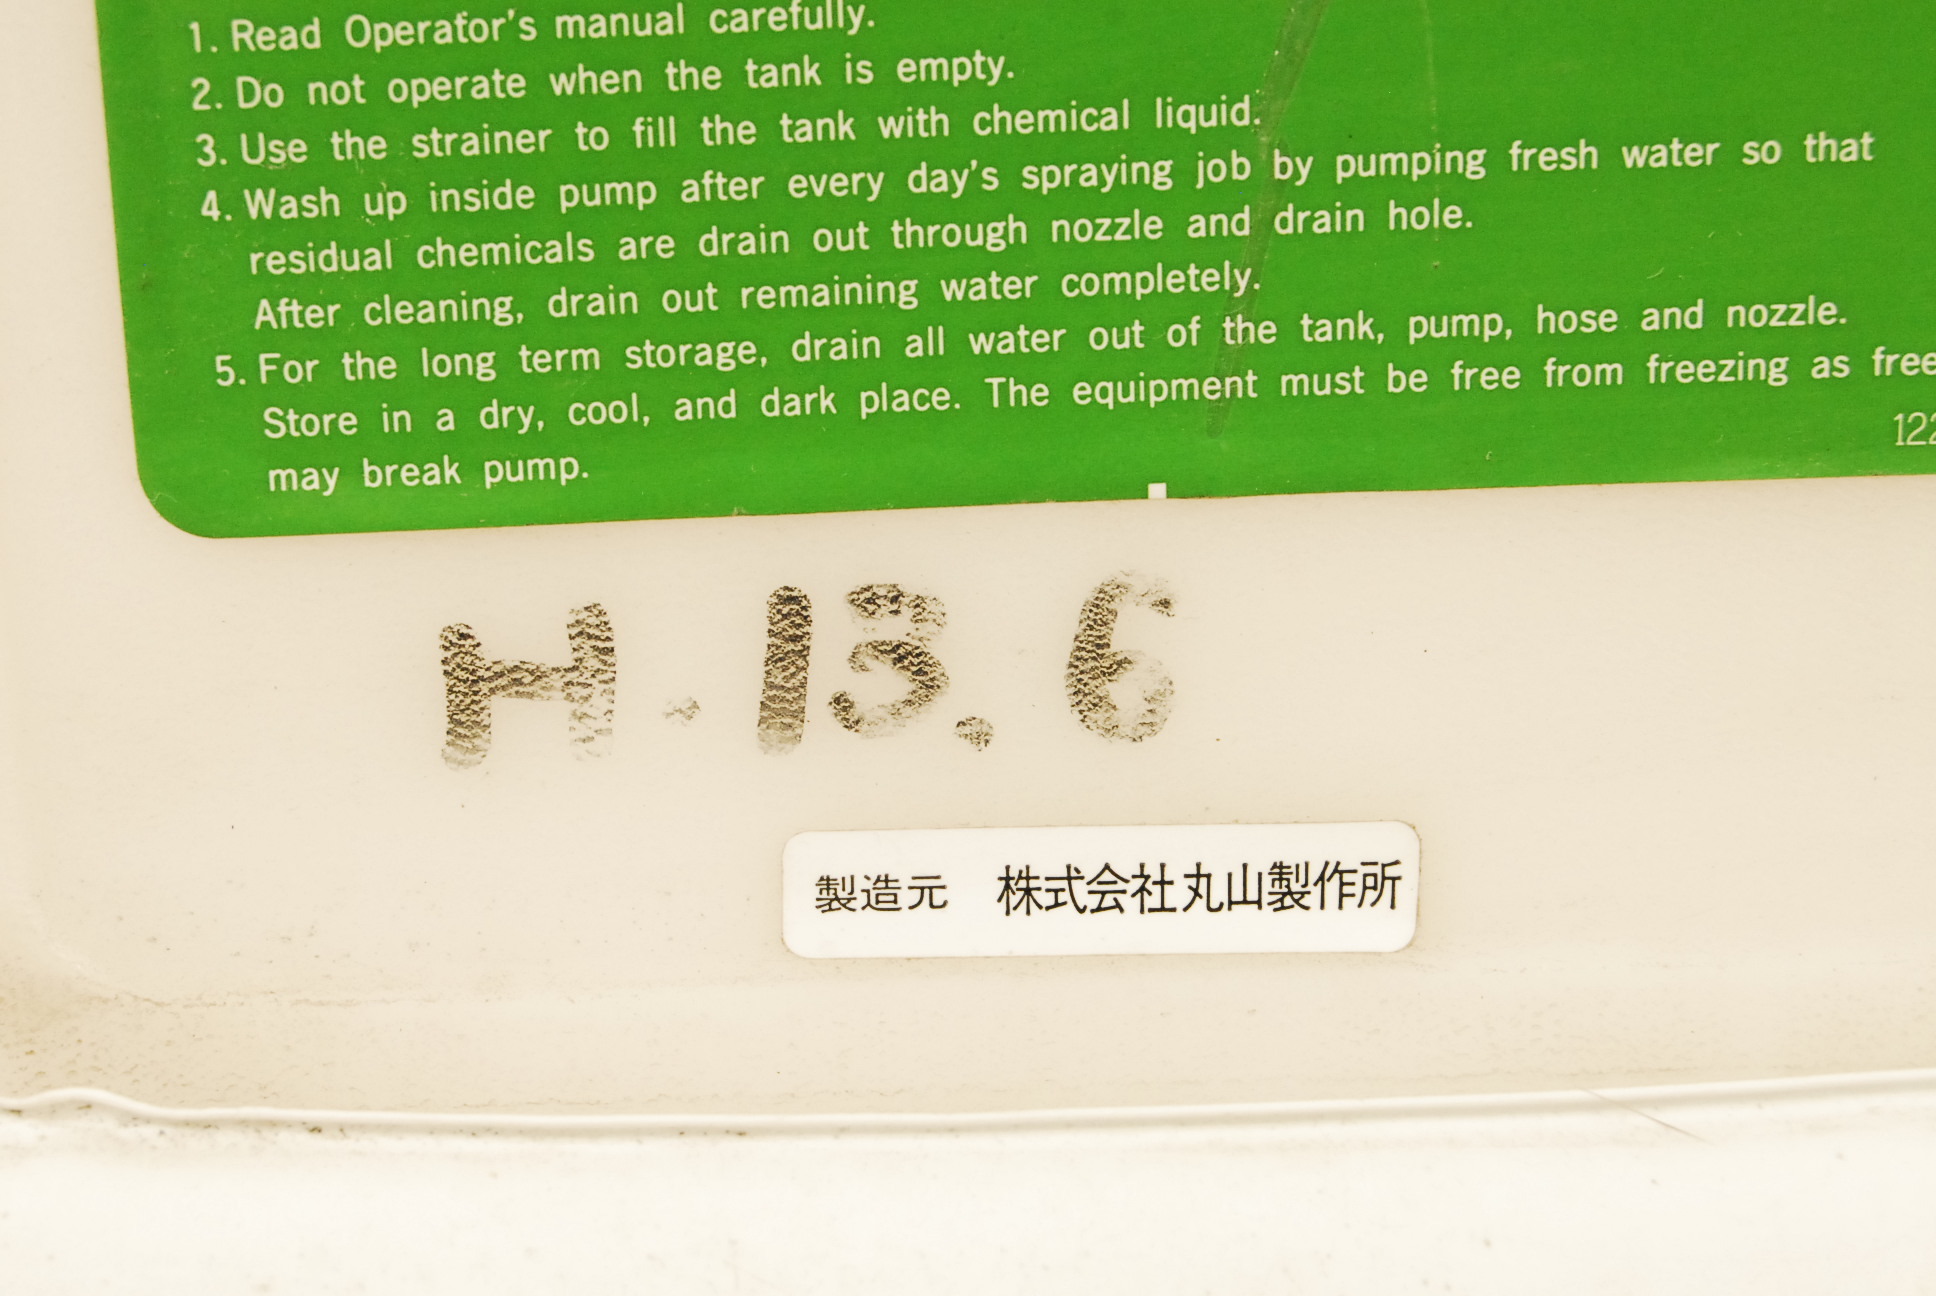 1. Read Operator's manual carefully.
2. Do not operate when the tank is empty.
3. Use the strainer to fill the tank with chemical liquid.
4. Wash up inside pump after every day's spraying job by pumping fresh water so that
residual chemicals are drain out through nozzle and drain hole.
After cleaning, drain out remaining water completely.
5. For the long term storage, drain all water out of the tank, pump, hose and nozzle.
Store in a dry, cool, and dark place. The equipment must be free from freezing as
may break pump.
H.13.6
製造元 株式会社丸山製作所